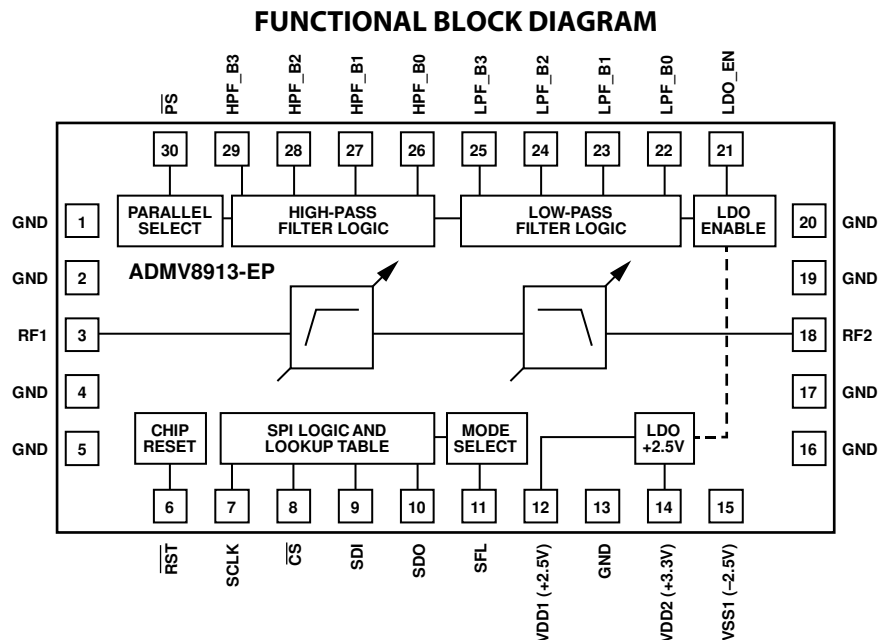 FUNCTIONAL BLOCK DIAGRAM
PS
HPF_B3
HPF_B2
HPF_B1
HPF_B0
LPF_B3
LPF_B2
LPF_B1
LPF_B0
LDO_EN
30
29
28
27
26
25
24
23
22
21
PARALLEL
SELECT
HIGH-PASS
FILTER LOGIC
LOW-PASS
FILTER LOGIC
LDO
ENABLE
GND 1
20 GND
GND 2
ADMV8913-EP
19 GND
RF1 3
18 RF2
GND 4
17 GND
GND 5
16 GND
CHIP
RESET
SPI LOGIC AND
LOOKUP TABLE
MODE
SELECT
LDO
+2.5V
6
7
8
9
10
11
12
13
14
15
RST
SCLK
CS
SDI
SDO
SFL
VDD1 (+2.5V)
GND
VDD2 (+3.3V)
VSS1 (–2.5V)